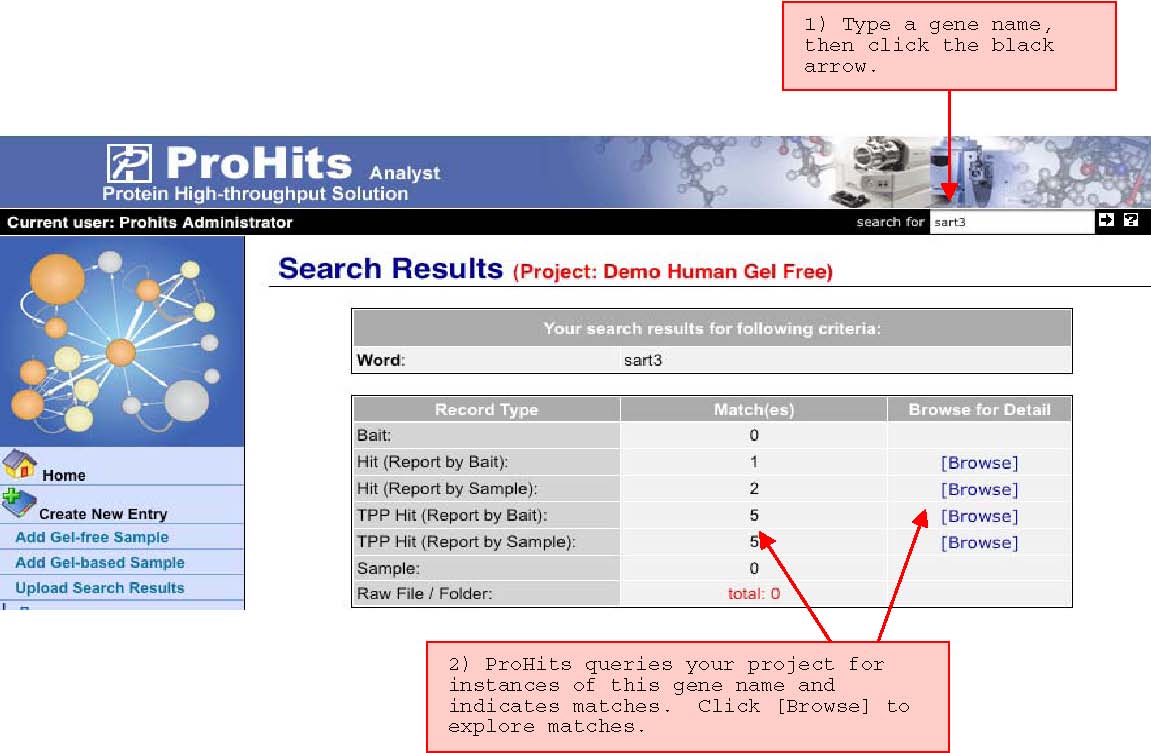 1) Type a gene name,
then click the black
arrow.
ProHits Analyst
Protein High-throughput Solution
Current user: Prohits Administrator
search for sart3
Search Results (Project: Demo Human Gel Free)
Your search results for following criteria:
Word: sart3
Record Type Match(es) Browse for Detail
Bait: 0
Hit (Report by Bait): 1 [Browse]
Hit (Report by Sample): 2 [Browse]
TPP Hit (Report by Bait): 5 [Browse]
TPP Hit (Report by Sample): 5 [Browse]
Sample: 0
Raw File / Folder: total: 0
Home
Create New Entry
Add Gel-free Sample
Add Gel-based Sample
Upload Search Results
2) ProHits queries your project for
instances of this gene name and
indicates matches.  Click [Browse] to
explore matches.